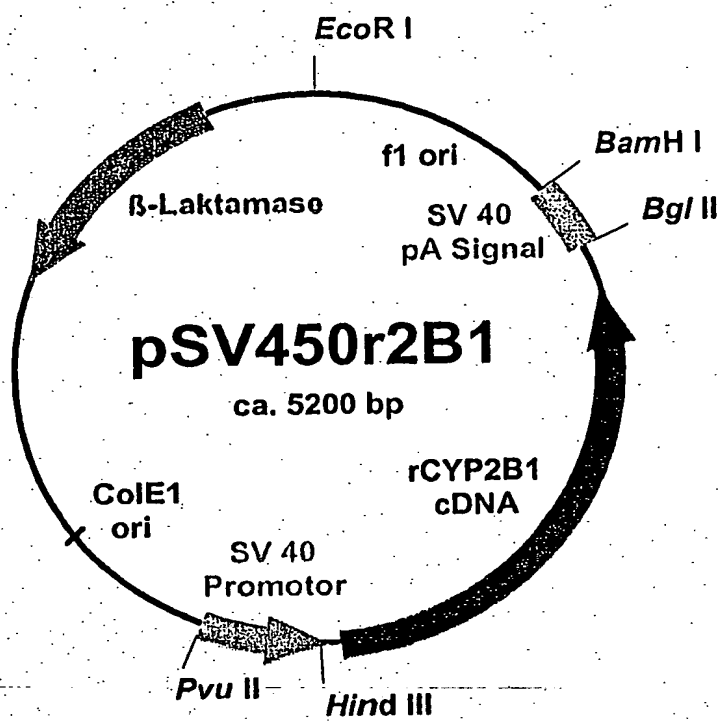 EcoR I
f1 ori
BamH I
SV 40
pA Signal
Bgl II
ß-Laktamase
pSV450r2B1
ca. 5200 bp
rCYP2B1
cDNA
ColE1
ori
SV 40
Promotor
Pvu II
Hind III